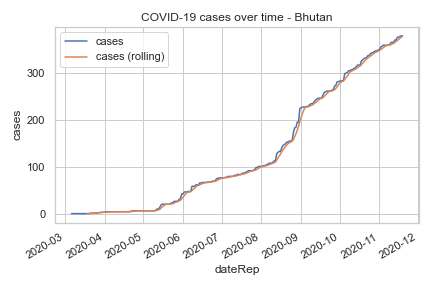 COVID-19 cases over time - Bhutan
cases
cases (rolling)
cases
300
200
100
0
2020-03
2020-04
2020-05
2020-06
2020-07
2020-08
2020-09
2020-10
2020-11
2020-12
dateRep